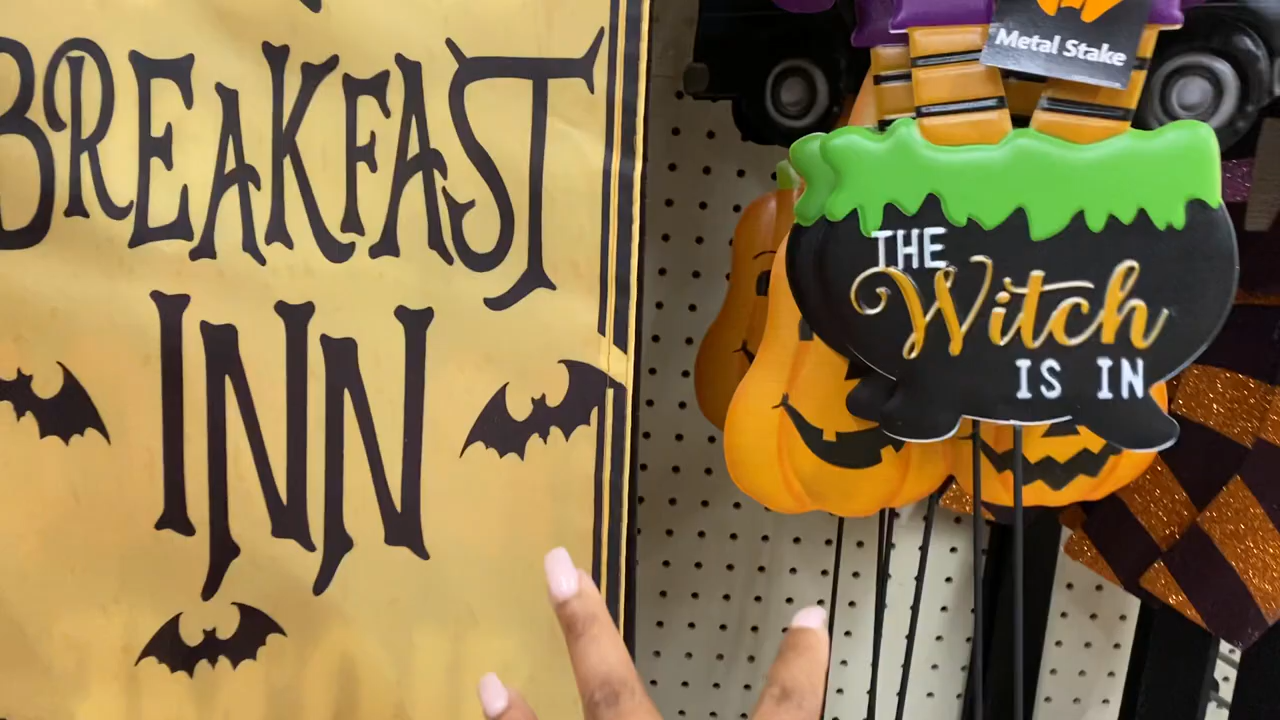 BREAKFAST
INN
Metal Stake
THE
Witch
IS IN